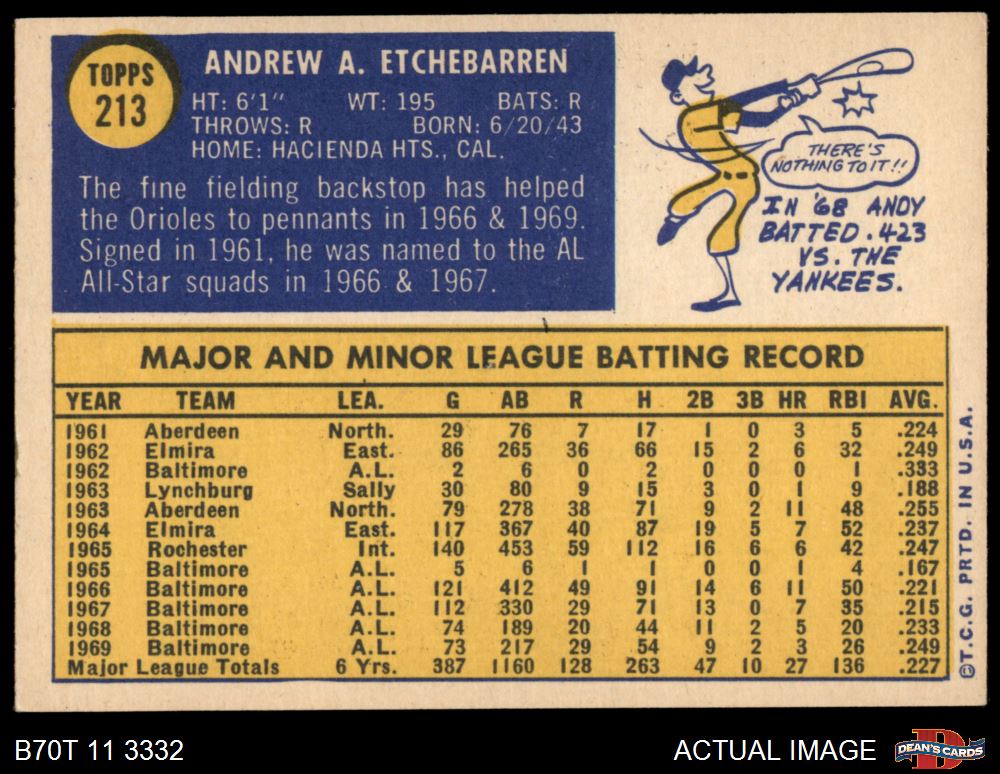 TOPPS
213
ANDREW A. ETCHEBARREN
HT: 6'1" WT: 195 BATS: R
THROWS: R BORN: 6/20/43
HOME: HACIENDA HTS., CAL.
The fine fielding backstop has helped
the Orioles to pennants in 1966 & 1969.
Signed in 1961, he was named to the AL
All-Star squads in 1966 & 1967.
THERE'S
NOTHING TO IT!!
IN '68 ANDY
BATTED .423
VS. THE
YANKEES.
MAJOR AND MINOR LEAGUE BATTING RECORD
YEAR TEAM LEA. G AB R H 2B 3B HR RBI AVG.
1961 Aberdeen North. 29 76 7 17 1 0 3 5 .224
1962 Elmira East. 86 265 36 66 15 2 6 32 .249
1962 Baltimore A.L. 2 6 0 2 0 0 0 1 .333
1963 Lynchburg Sally 30 80 9 15 3 0 1 9 .188
1963 Aberdeen North. 79 278 38 71 9 2 11 48 .255
1964 Elmira East. 117 367 40 87 19 5 7 52 .237
1965 Rochester Int. 140 453 59 112 16 6 6 42 .247
1965 Baltimore A.L. 5 6 1 1 0 0 1 4 .167
1966 Baltimore A.L. 121 412 49 91 14 6 11 50 .221
1967 Baltimore A.L. 112 330 29 71 13 0 7 35 .215
1968 Baltimore A.L. 74 189 20 44 11 2 5 20 .233
1969 Baltimore A.L. 73 217 29 54 9 2 3 26 .249
Major League Totals 6 Yrs. 387 1160 128 263 47 10 27 136 .227
©T.C.G. PRTD. IN U.S.A.
B70T 11 3332
ACTUAL IMAGE
D
DEAN'S CARDS